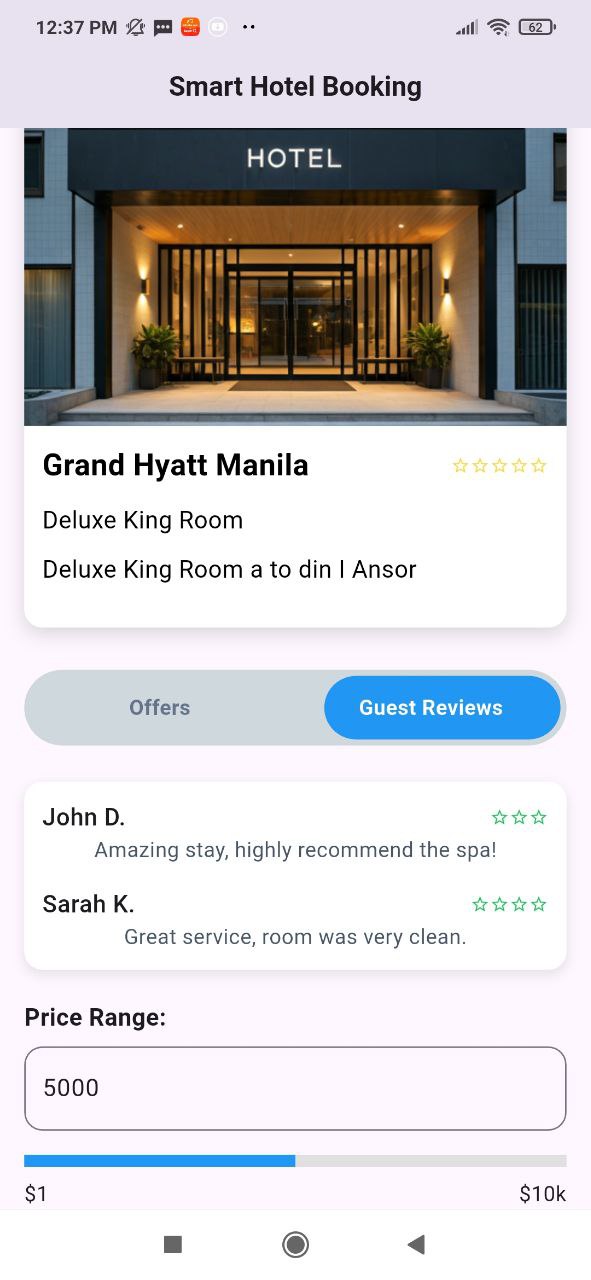 12:37 PM
62
Smart Hotel Booking
HOTEL
Grand Hyatt Manila
Deluxe King Room
Deluxe King Room a to din I Ansor
Offers
Guest Reviews
John D.
Amazing stay, highly recommend the spa!
Sarah K.
Great service, room was very clean.
Price Range:
5000
$1
$10k